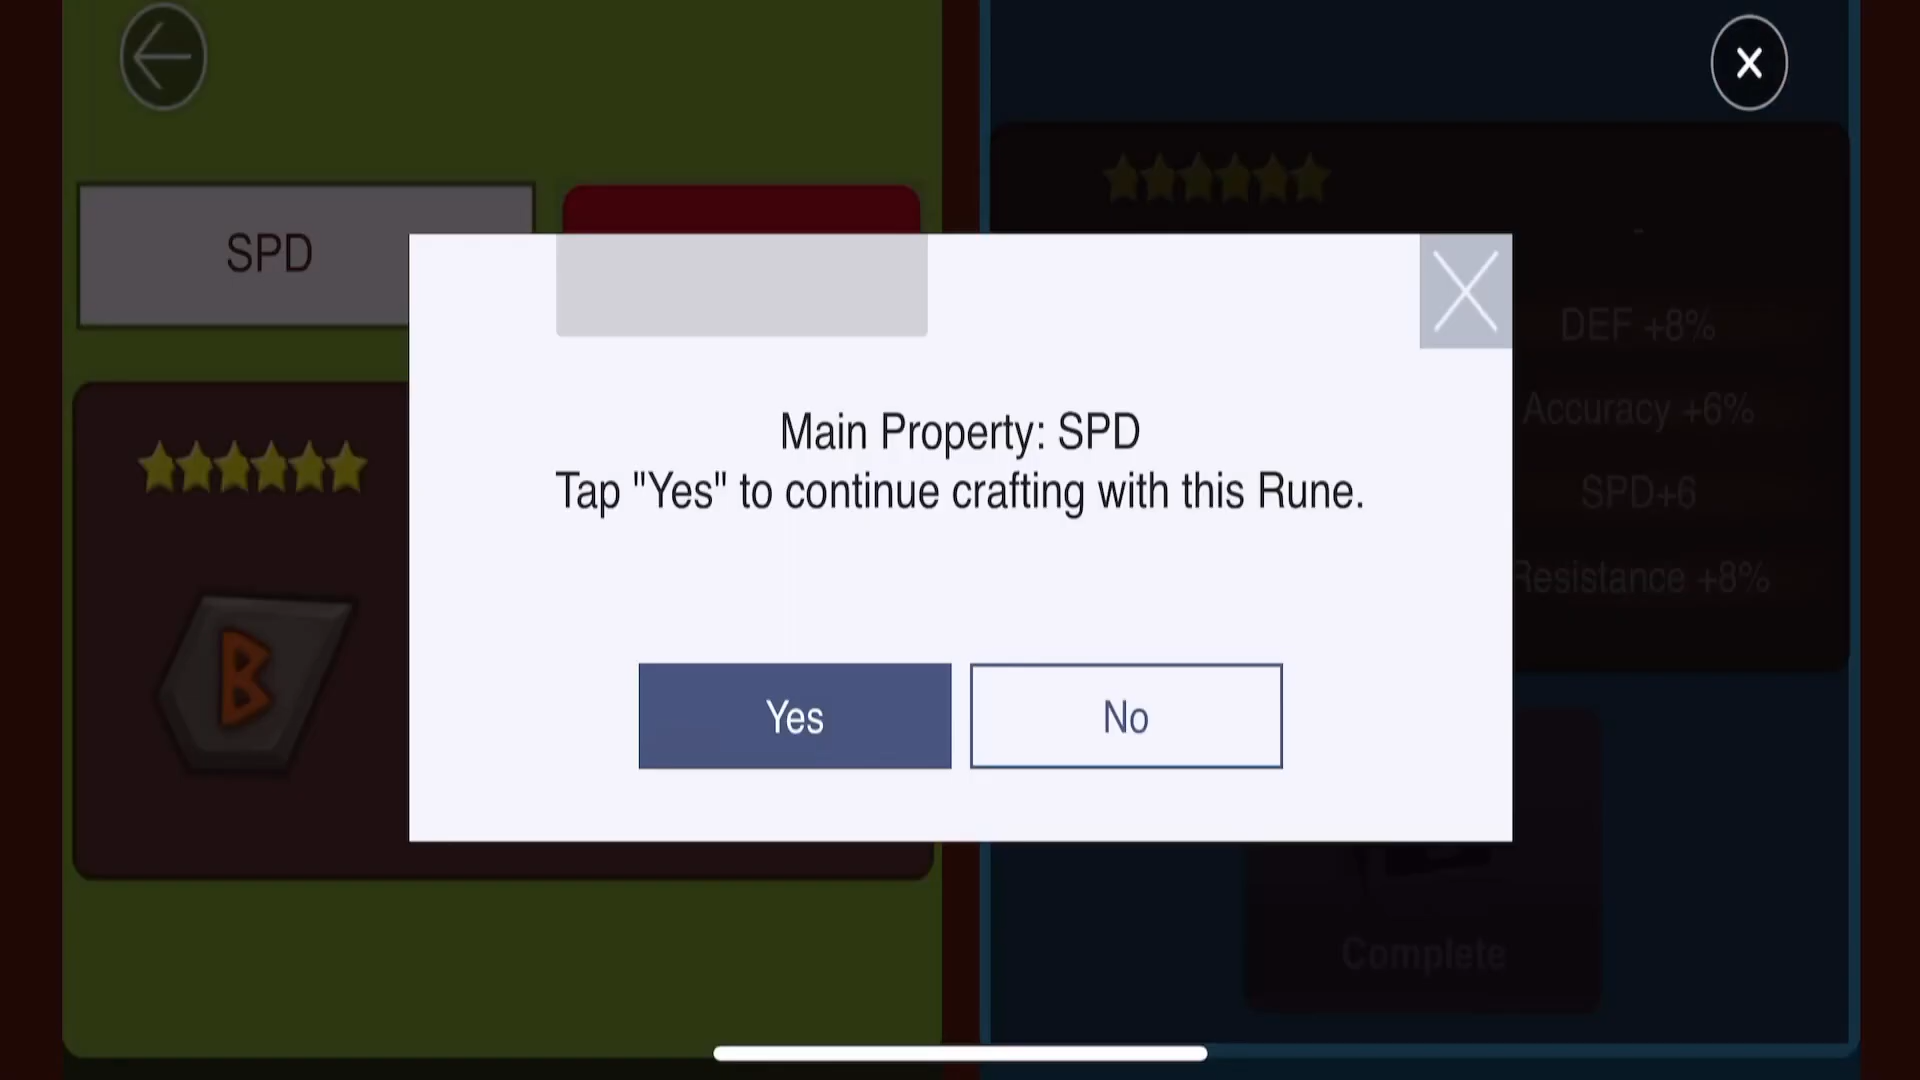 SPD
-
DEF +8%
Accuracy +6%
SPD+6
Resistance +8%
Main Property: SPD
Tap "Yes" to continue crafting with this Rune.
Yes
No
Complete